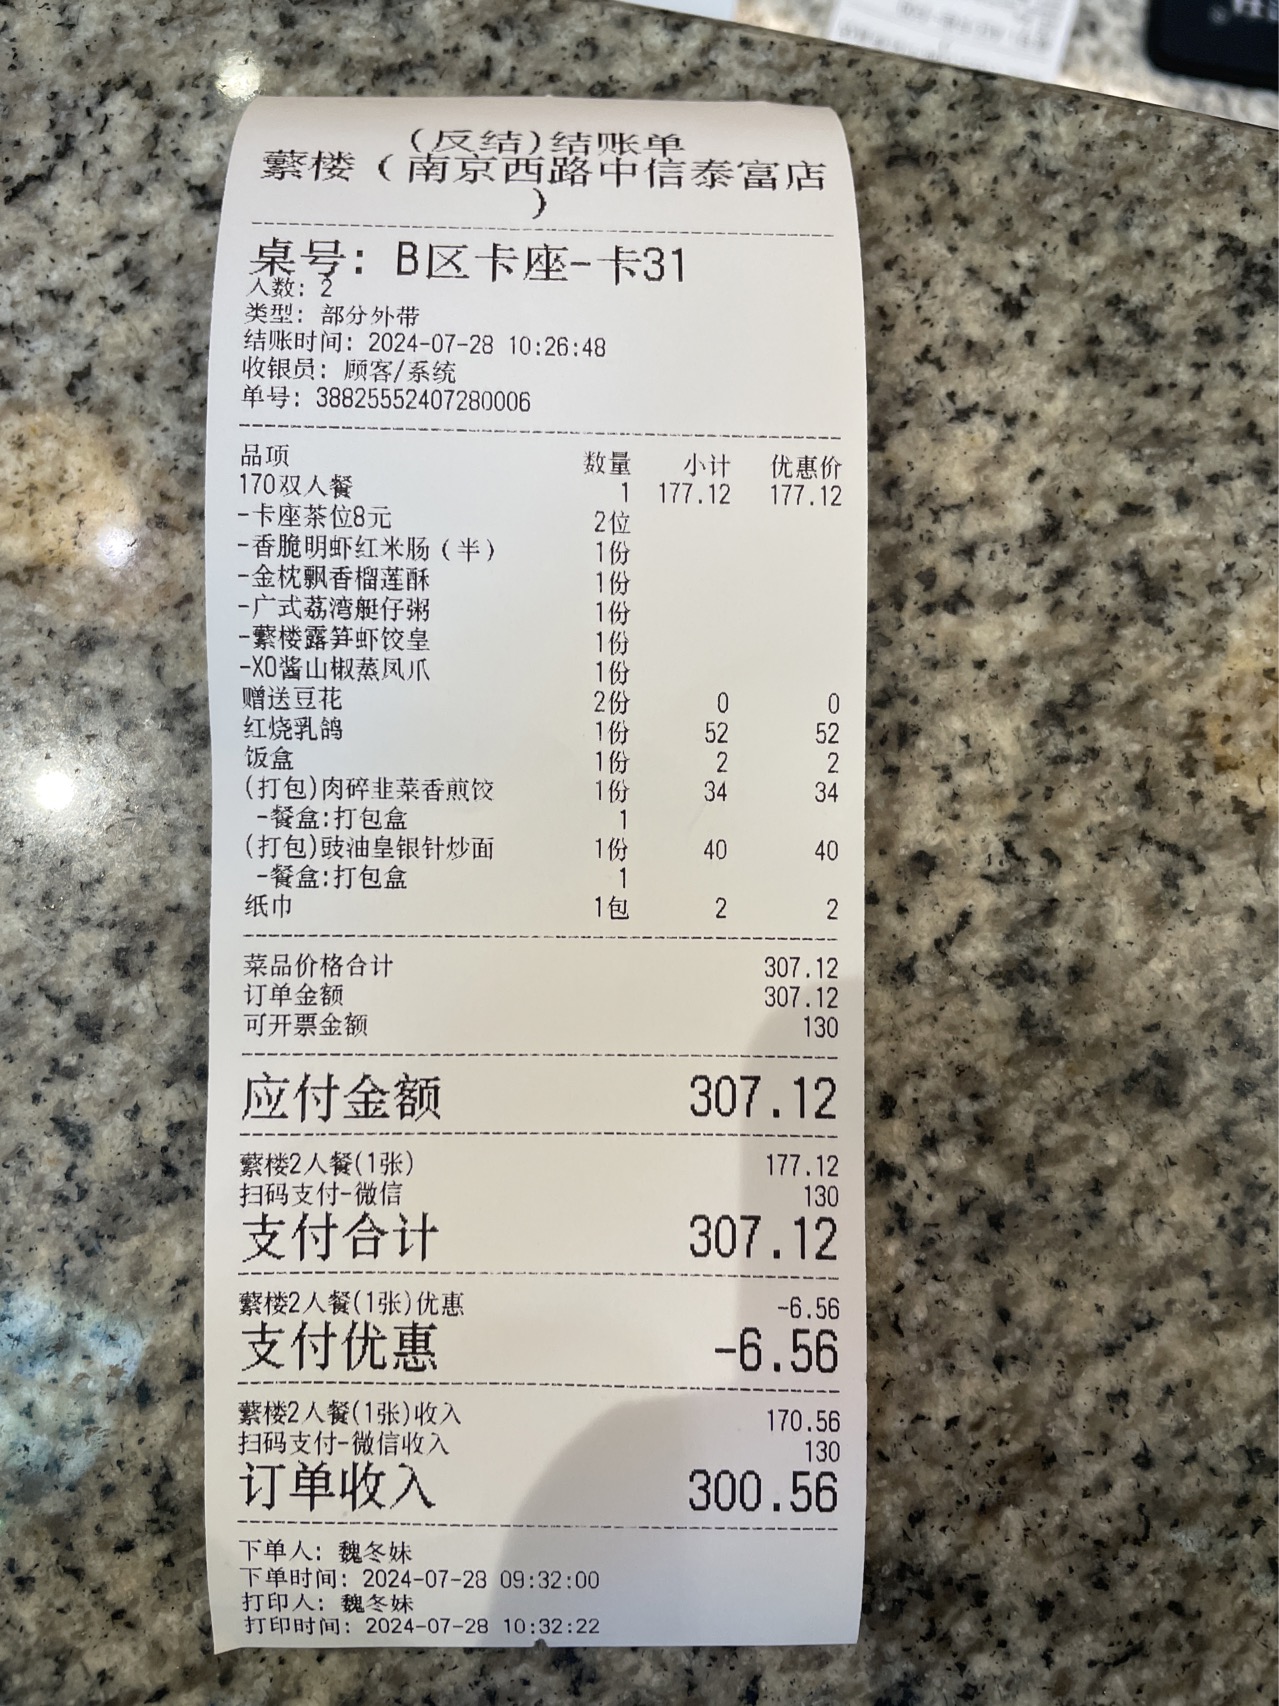 (反结)结账单
蘩楼(南京西路中信泰富店
)
桌号: B区卡座-卡31
人数: 2
类型: 部分外带
结账时间: 2024-07-28 10:26:48
收银员: 顾客/系统
单号: 38825552407280006
品项 数量 小计 优惠价
170双人餐 1 177.12 177.12
-卡座茶位8元 2位
-香脆明虾红米肠(半) 1份
-金枕飘香榴莲酥 1份
-广式荔湾艇仔粥 1份
-蘩楼露笋虾饺皇 1份
-XO酱山椒蒸凤爪 1份
赠送豆花 2份 0 0
红烧乳鸽 1份 52 52
饭盒 1份 2 2
(打包)肉碎韭菜香煎饺 1份 34 34
-餐盒:打包盒 1
(打包)豉油皇银针炒面 1份 40 40
-餐盒:打包盒 1
纸巾 1包 2 2
菜品价格合计 307.12
订单金额 307.12
可开票金额 130
应付金额 307.12
蘩楼2人餐(1张) 177.12
扫码支付-微信 130
支付合计 307.12
蘩楼2人餐(1张)优惠 -6.56
支付优惠 -6.56
蘩楼2人餐(1张)收入 170.56
扫码支付-微信收入 130
订单收入 300.56
下单人: 魏冬妹
下单时间: 2024-07-28 09:32:00
打印人: 魏冬妹
打印时间: 2024-07-28 10:32:22